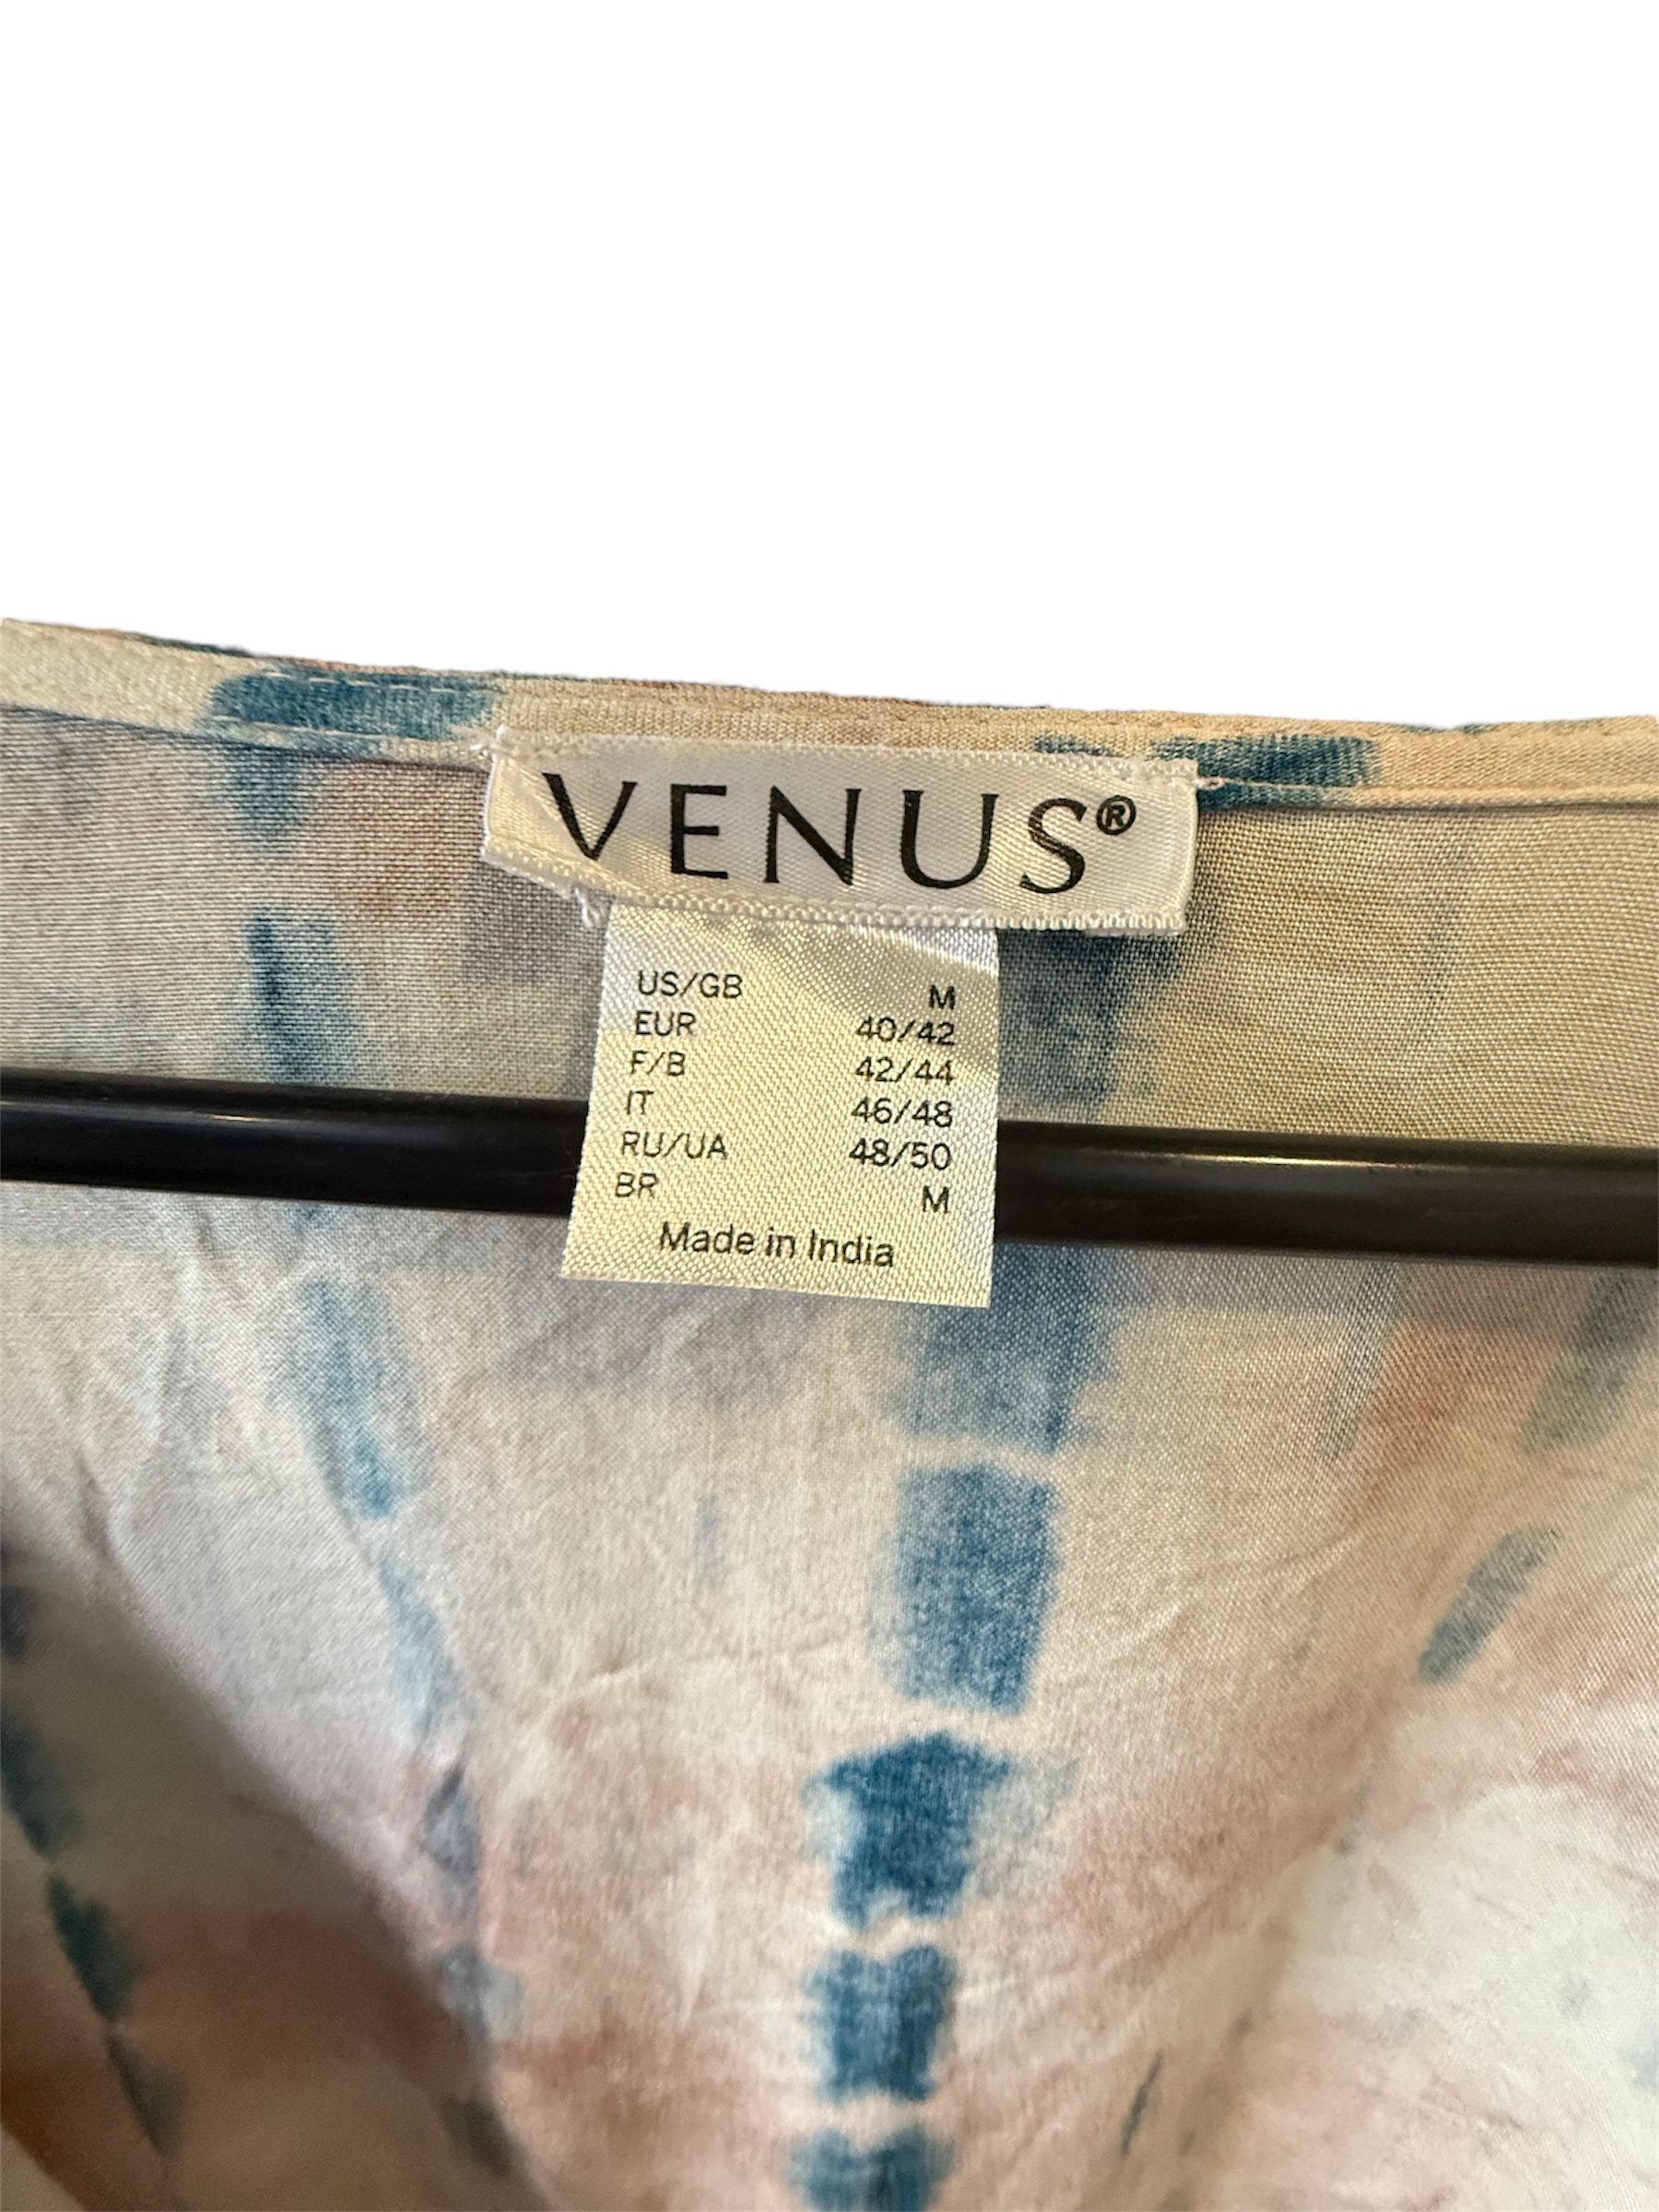 VENUS®
US/GB M
EUR 40/42
F/B 42/44
IT 46/48
RU/UA 48/50
BR M
Made in India